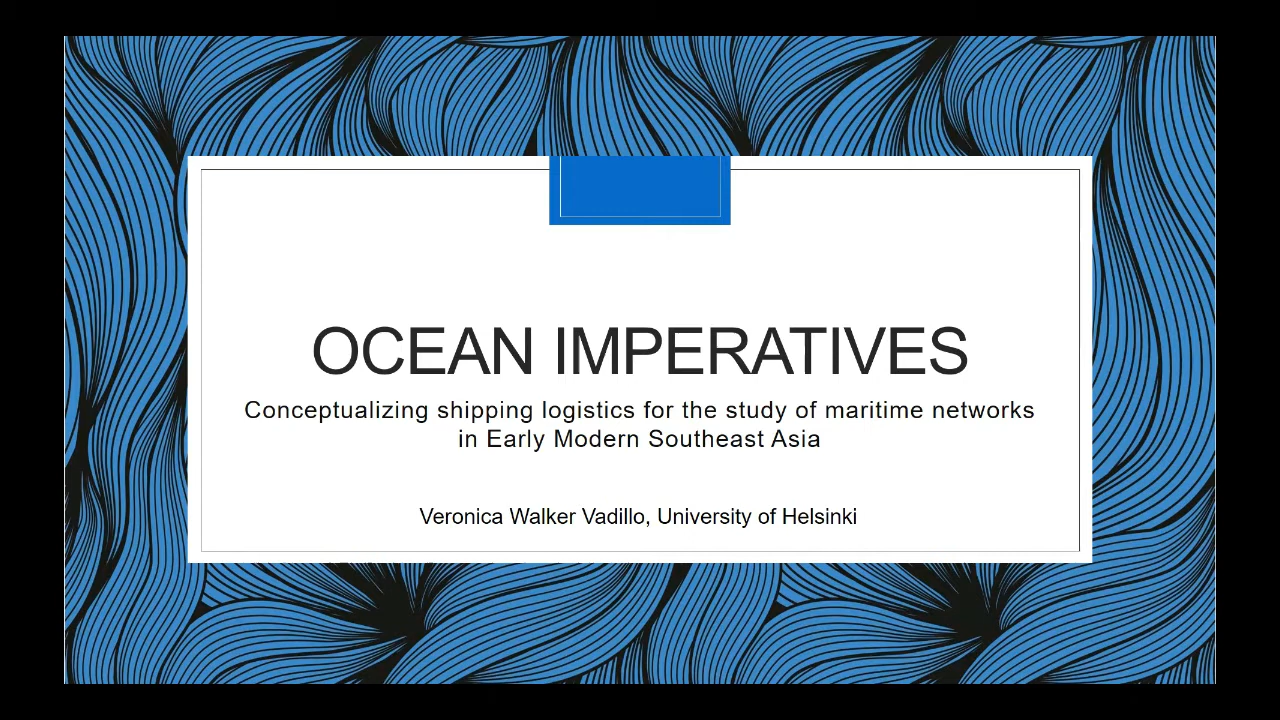 OCEAN IMPERATIVES
Conceptualizing shipping logistics for the study of maritime networks
in Early Modern Southeast Asia
Veronica Walker Vadillo, University of Helsinki